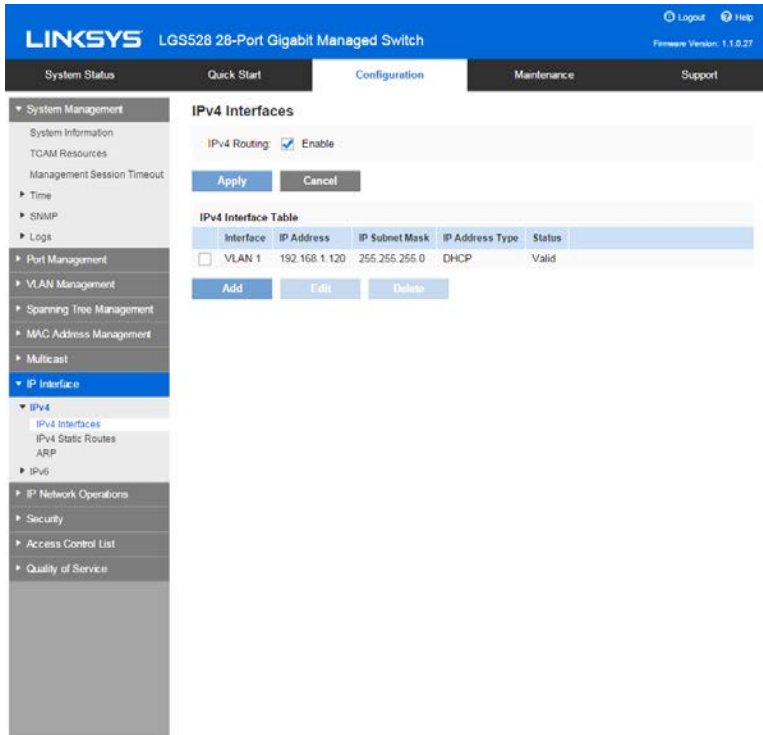 Logout Help
LINKSYS LGS528 28-Port Gigabit Managed Switch
Firmware Version: 1.1.0.27
System Status Quick Start Configuration Maintenance Support
System Management
System Information
TCAM Resources
Management Session Timeout
Time
SNMP
Logs
Port Management
VLAN Management
Spanning Tree Management
MAC Address Management
Multicast
IP Interface
IPv4
IPv4 Interfaces
IPv4 Static Routes
ARP
IPv6
IP Network Operations
Security
Access Control List
Quality of Service
IPv4 Interfaces
IPv4 Routing: Enable
Apply Cancel
IPv4 Interface Table
Interface IP Address IP Subnet Mask IP Address Type Status
VLAN 1 192.168.1.120 255.255.255.0 DHCP Valid
Add Edit Delete